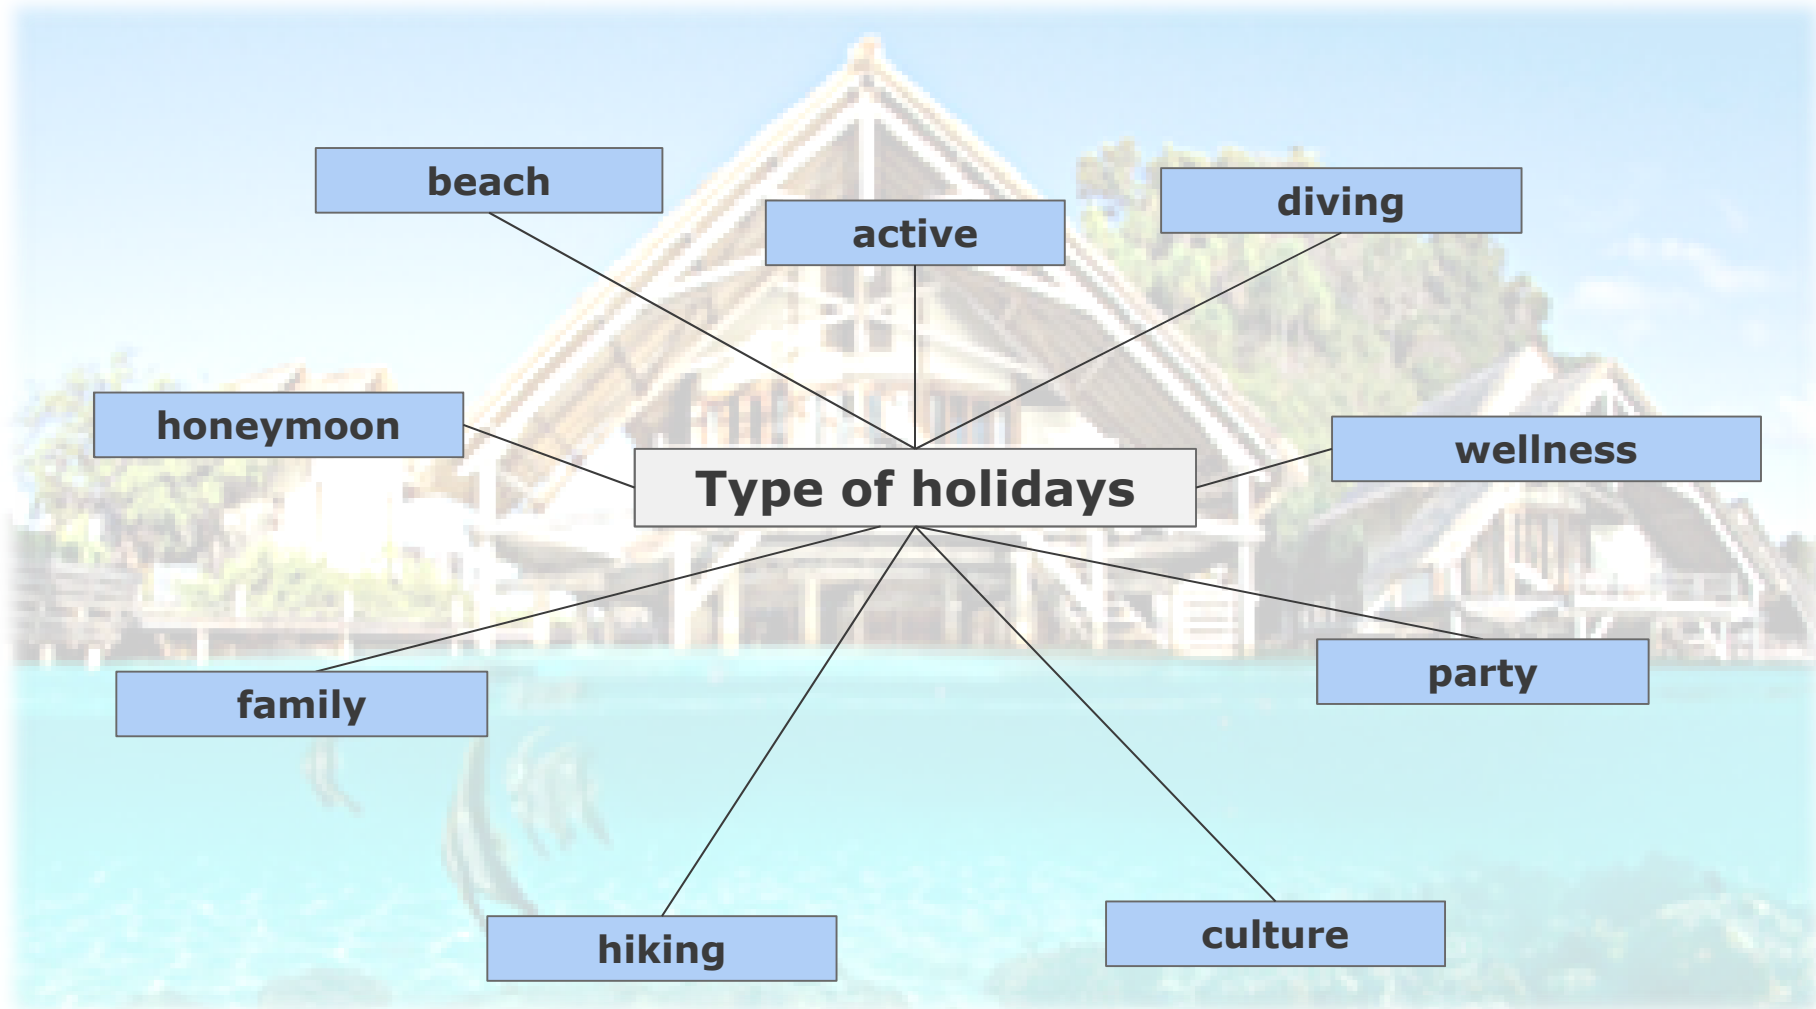 beach
active
diving
honeymoon
wellness
Type of holidays
family
party
hiking
culture